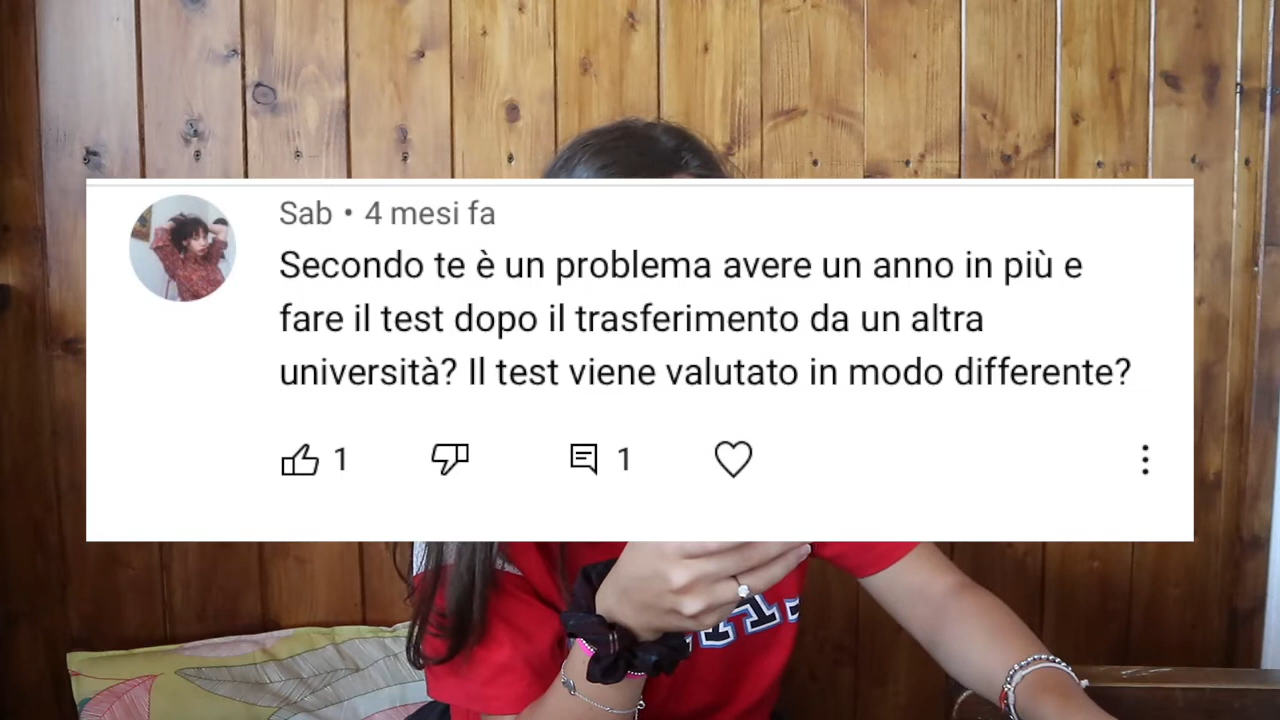 Sab • 4 mesi fa
Secondo te è un problema avere un anno in più e
fare il test dopo il trasferimento da un altra
università? Il test viene valutato in modo differente?
1 1